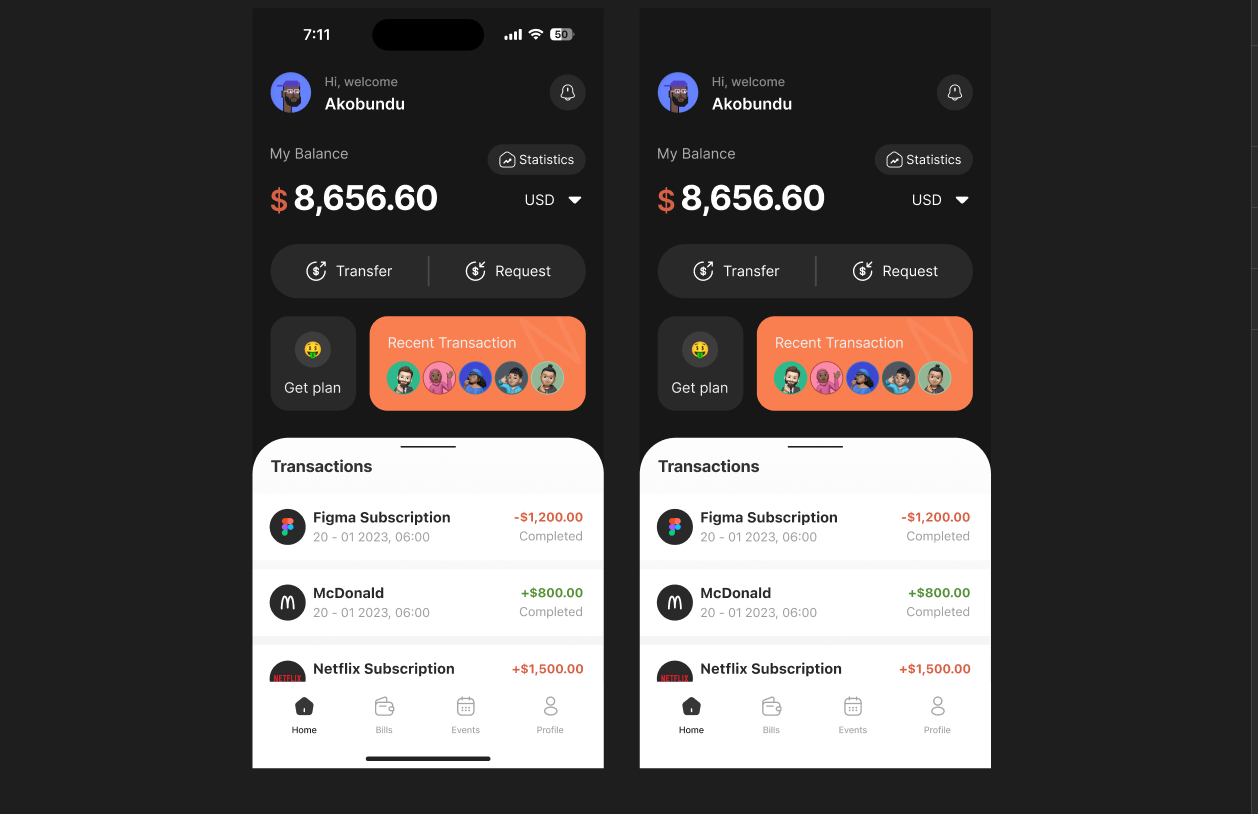 7:11
50
Hi, welcome
Akobundu
My Balance
Statistics
$ 8,656.60
USD
$ Transfer
$ Request
Get plan
Recent Transaction
Transactions
Figma Subscription
-$1,200.00
20 - 01 2023, 06:00
Completed
McDonald
+$800.00
20 - 01 2023, 06:00
Completed
NETFLIX
Netflix Subscription
+$1,500.00
Home
Bills
Events
Profile
Hi, welcome
Akobundu
My Balance
Statistics
$ 8,656.60
USD
$ Transfer
$ Request
Get plan
Recent Transaction
Transactions
Figma Subscription
-$1,200.00
20 - 01 2023, 06:00
Completed
McDonald
+$800.00
20 - 01 2023, 06:00
Completed
NETFLIX
Netflix Subscription
+$1,500.00
Home
Bills
Events
Profile